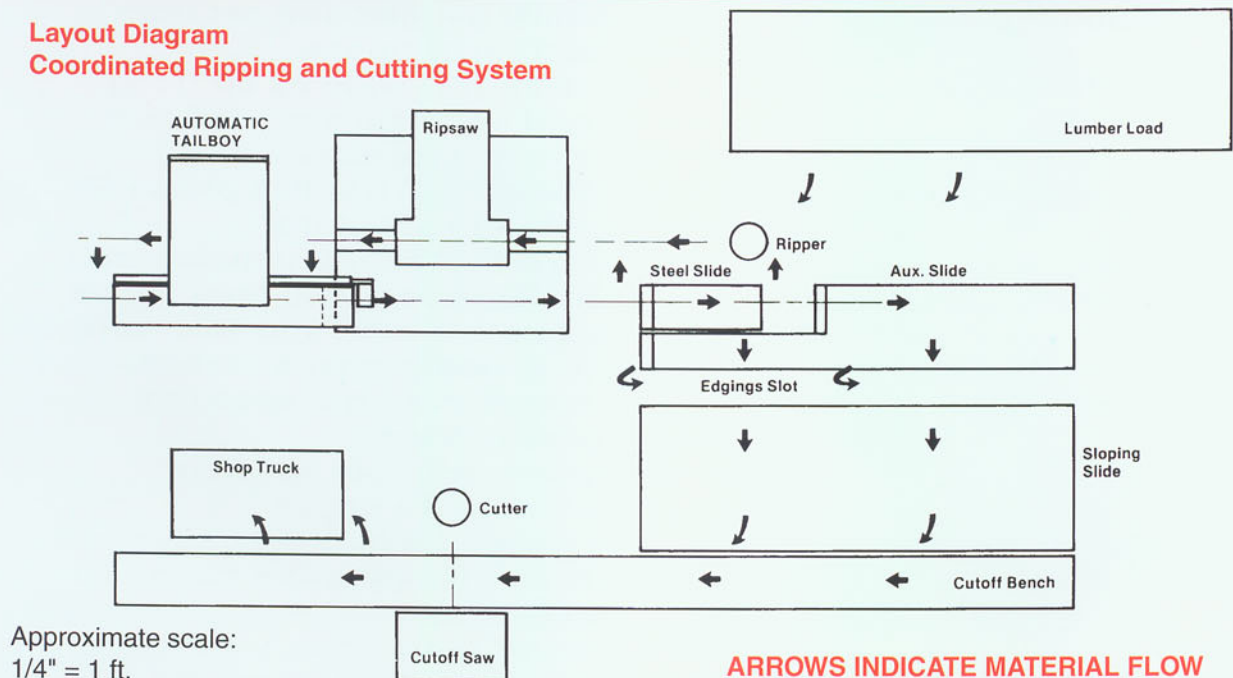 Layout Diagram
Coordinated Ripping and Cutting System
AUTOMATIC
TAILBOY
Ripsaw
Lumber Load
Ripper
Steel Slide
Aux. Slide
Edgings Slot
Shop Truck
Sloping
Slide
Cutter
Cutoff Bench
Approximate scale:
1/4" = 1 ft.
Cutoff Saw
ARROWS INDICATE MATERIAL FLOW